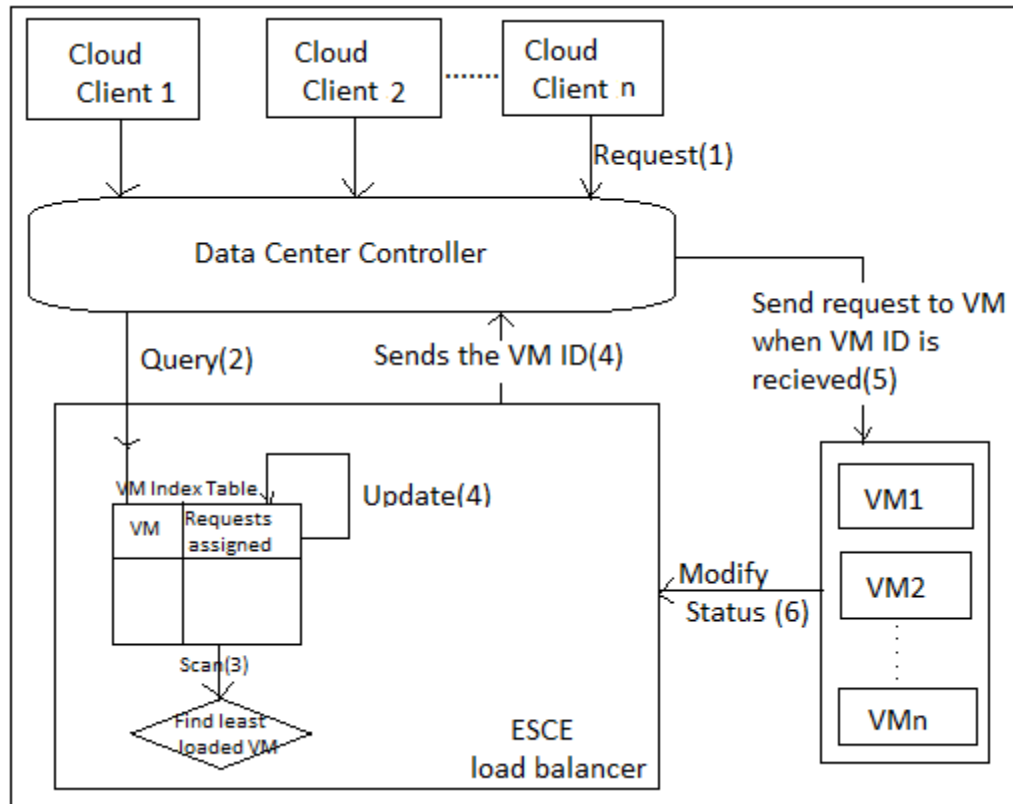 Cloud
Client 1
Cloud
Client 2
Cloud
Client n
Request(1)
Data Center Controller
Send request to VM
when VM ID is
recieved(5)
Query(2)
Sends the VM ID(4)
VM Index Table
Update(4)
VM
Requests
assigned
VM1
Modify
Status (6)
VM2
Scan(3)
Find least
loaded VM
ESCE
load balancer
VMn